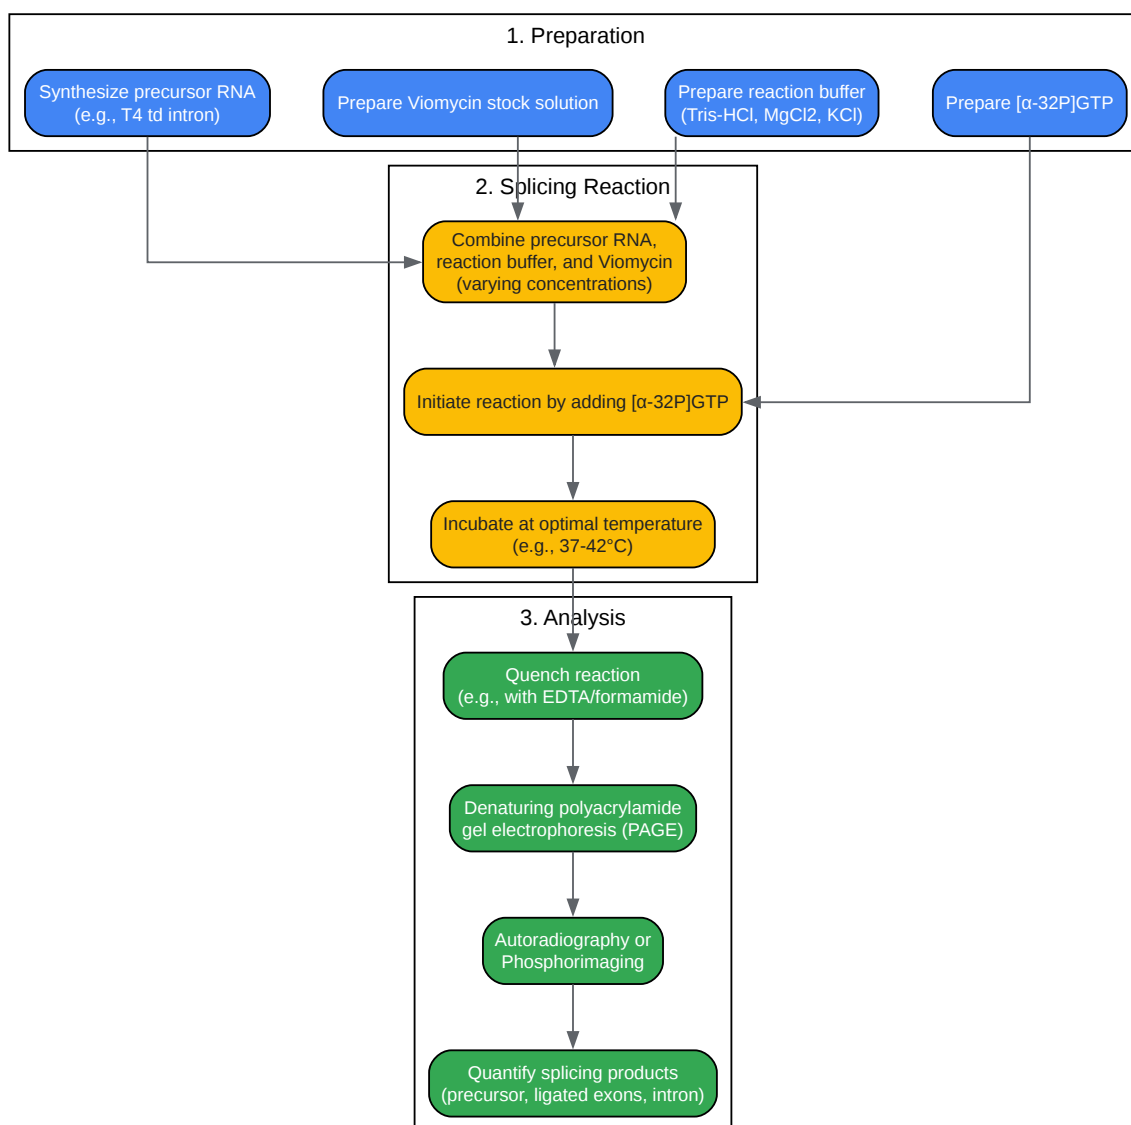 1. Preparation
Synthesize precursor RNA
(e.g., T4 td intron)
Prepare Viomycin stock solution
Prepare reaction buffer
(Tris-HCl, MgCl2, KCl)
Prepare [α-32P]GTP
2. Splicing Reaction
Combine precursor RNA,
reaction buffer, and Viomycin
(varying concentrations)
Initiate reaction by adding [α-32P]GTP
Incubate at optimal temperature
(e.g., 37-42°C)
3. Analysis
Quench reaction
(e.g., with EDTA/formamide)
Denaturing polyacrylamide
gel electrophoresis (PAGE)
Autoradiography or
Phosphorimaging
Quantify splicing products
(precursor, ligated exons, intron)